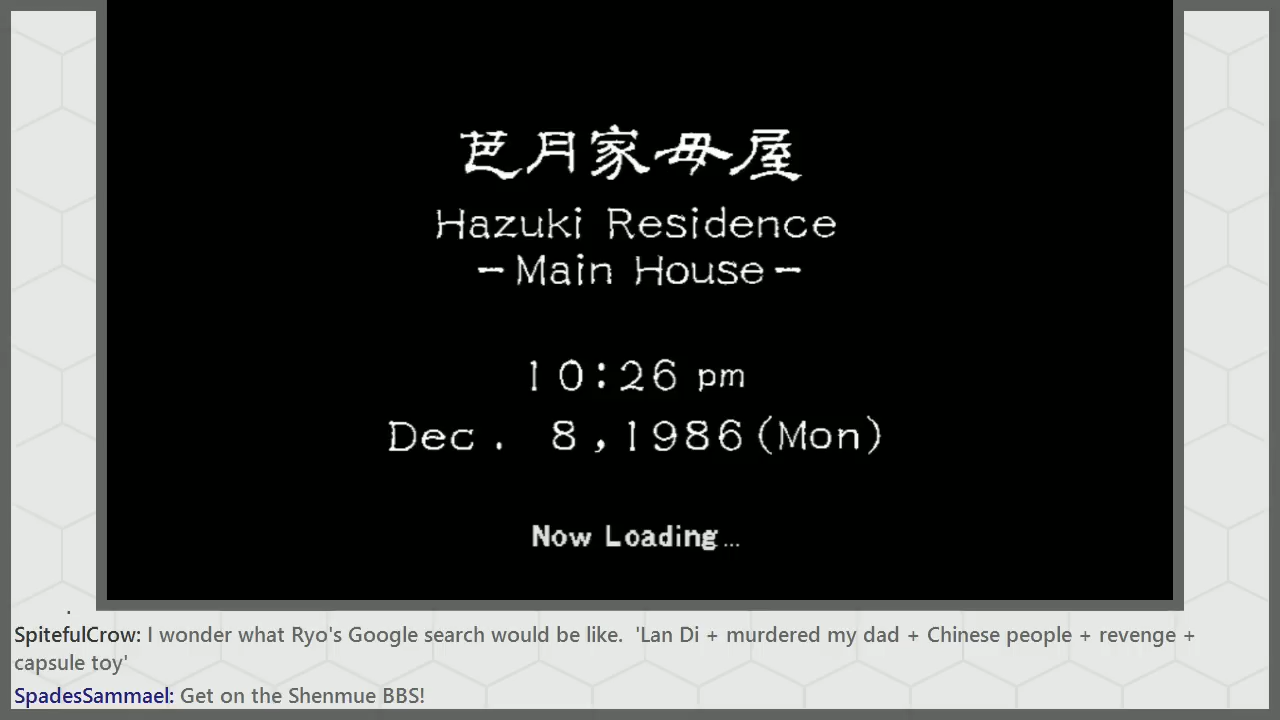 芭月家母屋
Hazuki Residence
-Main House-
10:26 pm
Dec. 8,1986(Mon)
Now Loading...
SpitefulCrow: I wonder what Ryo's Google search would be like.  'Lan Di + murdered my dad + Chinese people + revenge +
capsule toy'
SpadesSammael: Get on the Shenmue BBS!